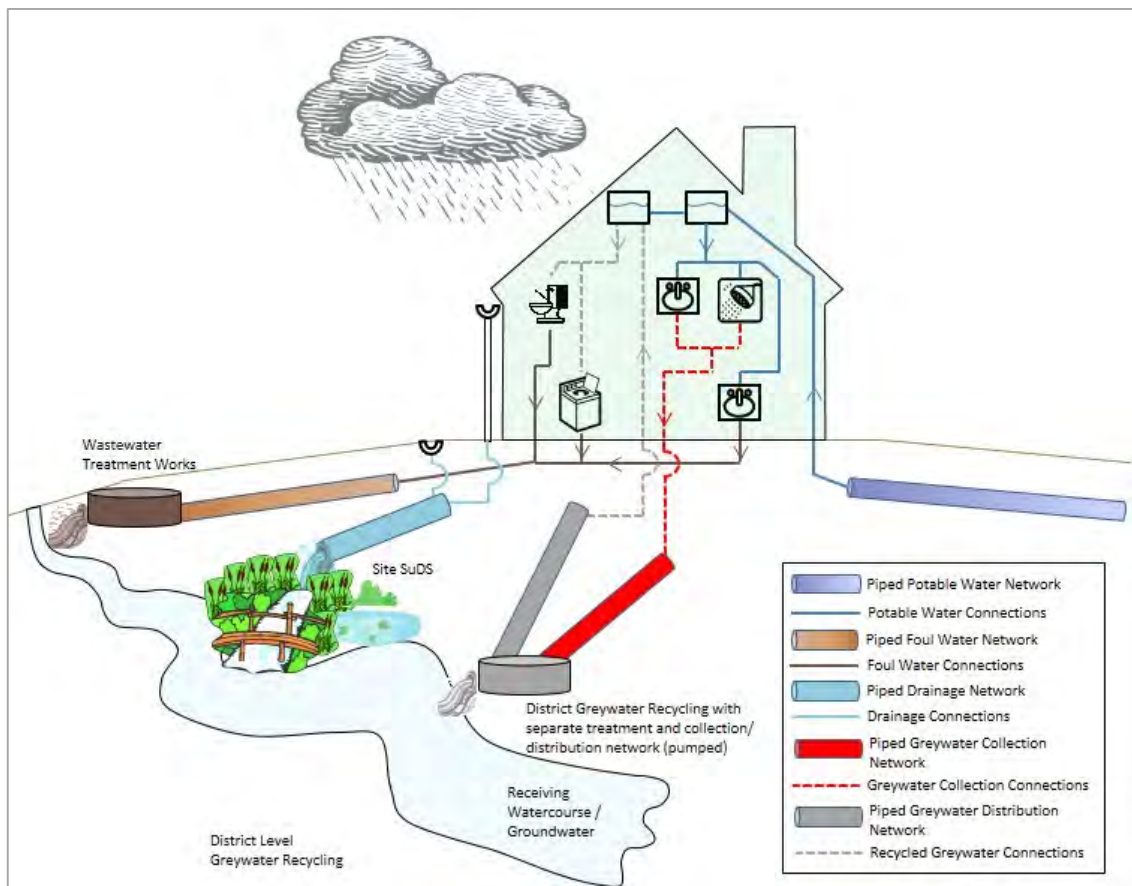 Wastewater
Treatment Works
Site SuDS
District Greywater Recycling with
separate treatment and collection/
distribution network (pumped)
Receiving
Watercourse /
Groundwater
District Level
Greywater Recycling
Piped Potable Water Network
Potable Water Connections
Piped Foul Water Network
Foul Water Connections
Piped Drainage Network
Drainage Connections
Piped Greywater Collection
Network
Greywater Collection Connections
Piped Greywater Distribution
Network
Recycled Greywater Connections